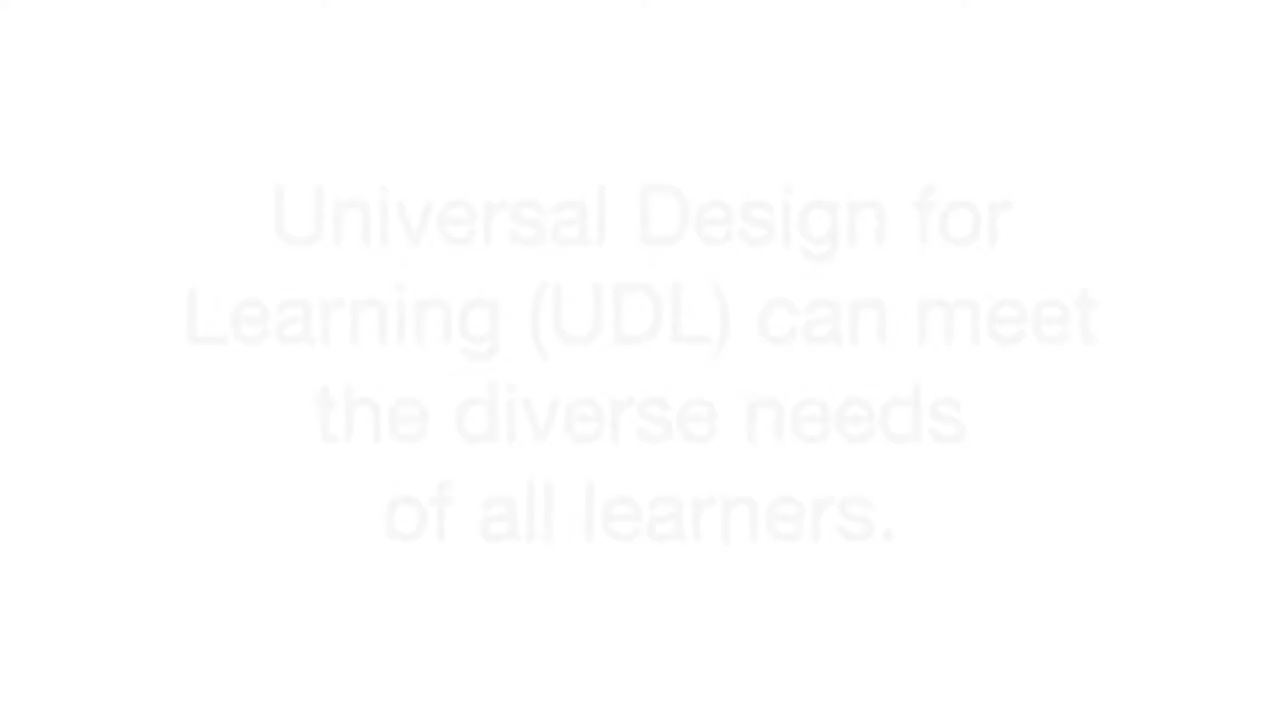 Universal Design for
Learning (UDL) can meet
the diverse needs
of all learners.